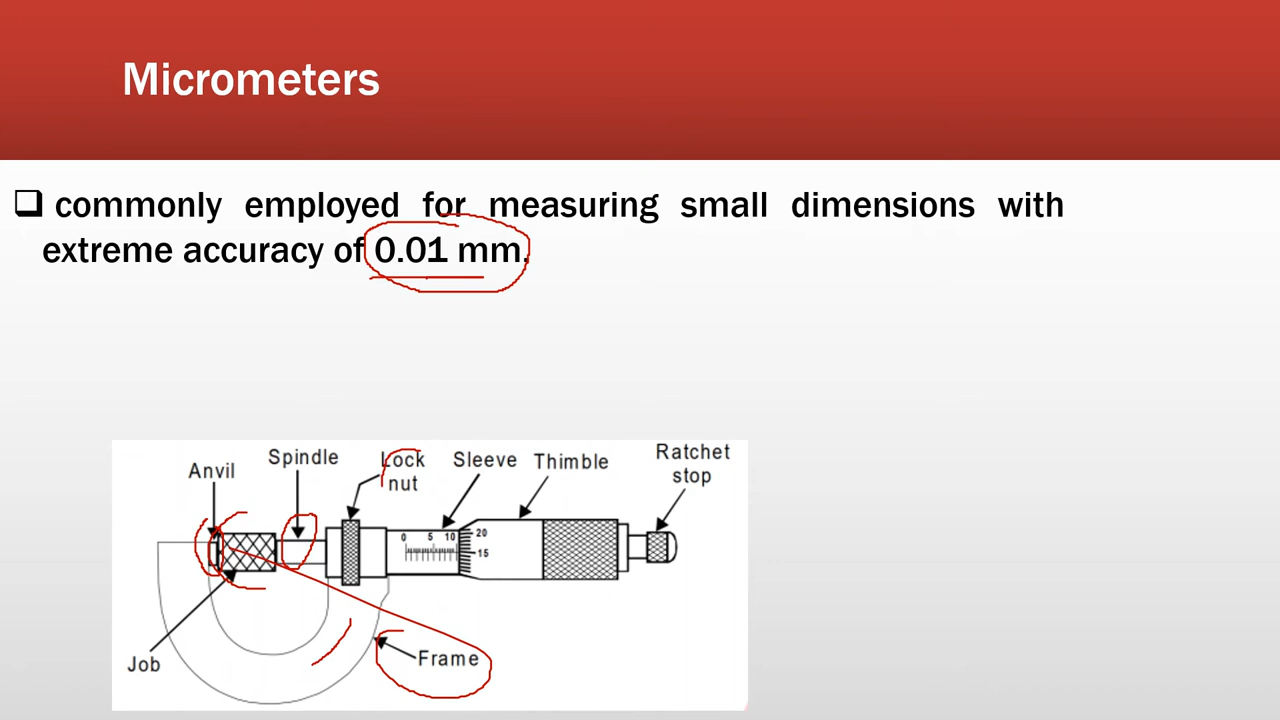 Micrometers
commonly employed for measuring small dimensions with
extreme accuracy of 0.01 mm.
Anvil
Spindle
Lock
nut
Sleeve
Thimble
Ratchet
stop
0 5 10
20
15
Job
Frame